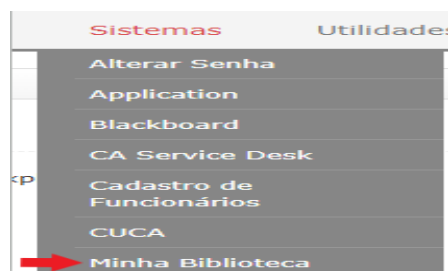 Sistemas Utilidades
Alterar Senha
Application
Blackboard
CA Service Desk
Cadastro de
Funcionários
CUCA
Minha Biblioteca